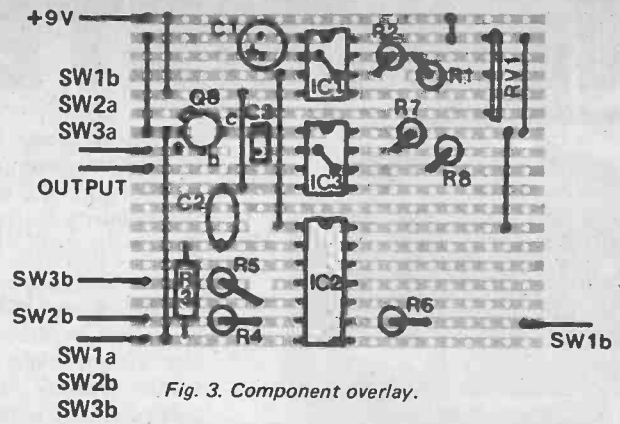 +9V
SW1b
SW2a
SW3a
OUTPUT
SW3b
SW2b
SW1a
SW2b
SW3b
C1
R2
IC1
R1
RV1
Q8
c
C3
e
b
R7
IC3
R8
C2
R3
R5
R4
IC2
R6
SW1b
Fig. 3. Component overlay.